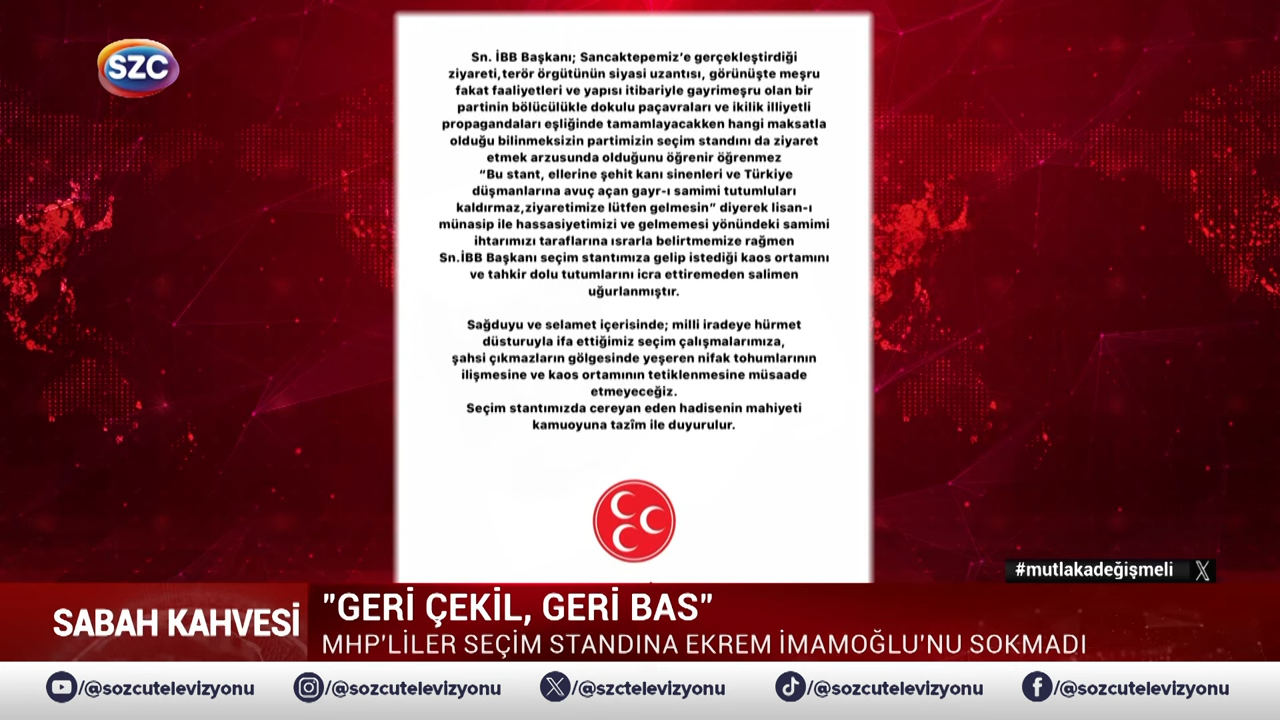 SZC
Sn. İBB Başkanı; Sancaktepemiz’e gerçekleştirdiği
ziyareti,terör örgütünün siyasi uzantısı, görünüşte meşru
fakat faaliyetleri ve yapısı itibariyle gayrimeşru olan bir
partinin bölücülükle dokulu paçavraları ve ikilik illiyetli
propagandaları eşliğinde tamamlayacakken hangi maksatla
olduğu bilinmeksizin partimizin seçim standını da ziyaret
etmek arzusunda olduğunu öğrenir öğrenmez
“Bu stant, ellerine şehit kanı sinenleri ve Türkiye
düşmanlarına avuç açan gayr-ı samimi tutumluları
kaldırmaz,ziyaretimize lütfen gelmesin” diyerek lisan-ı
münasip ile hassasiyetimizi ve gelmemesi yönündeki samimi
ihtarımızı taraflarına ısrarla belirtmemize rağmen
Sn.İBB Başkanı seçim stantımıza gelip istediği kaos ortamını
ve tahkir dolu tutumlarını icra ettiremeden salimen
uğurlanmıştır.
Sağduyu ve selamet içerisinde; milli iradeye hürmet
düsturuyla ifa ettiğimiz seçim çalışmalarımıza,
şahsi çıkmazların gölgesinde yeşeren nifak tohumlarının
ilişmesine ve kaos ortamının tetiklenmesine müsaade
etmeyeceğiz.
Seçim stantımızda cereyan eden hadisenin mahiyeti
kamuoyuna tazîm ile duyurulur.
#mutlakadeğişmeli
SABAH KAHVESİ
"GERİ ÇEKİL, GERİ BAS"
MHP'LİLER SEÇİM STANDINA EKREM İMAMOĞLU'NU SOKMADI
/@sozcutelevizyonu
/@sozcutelevizyonu
/@szctelevizyonu
/@sozcutelevizyonu
/@sozcutelevizyonu